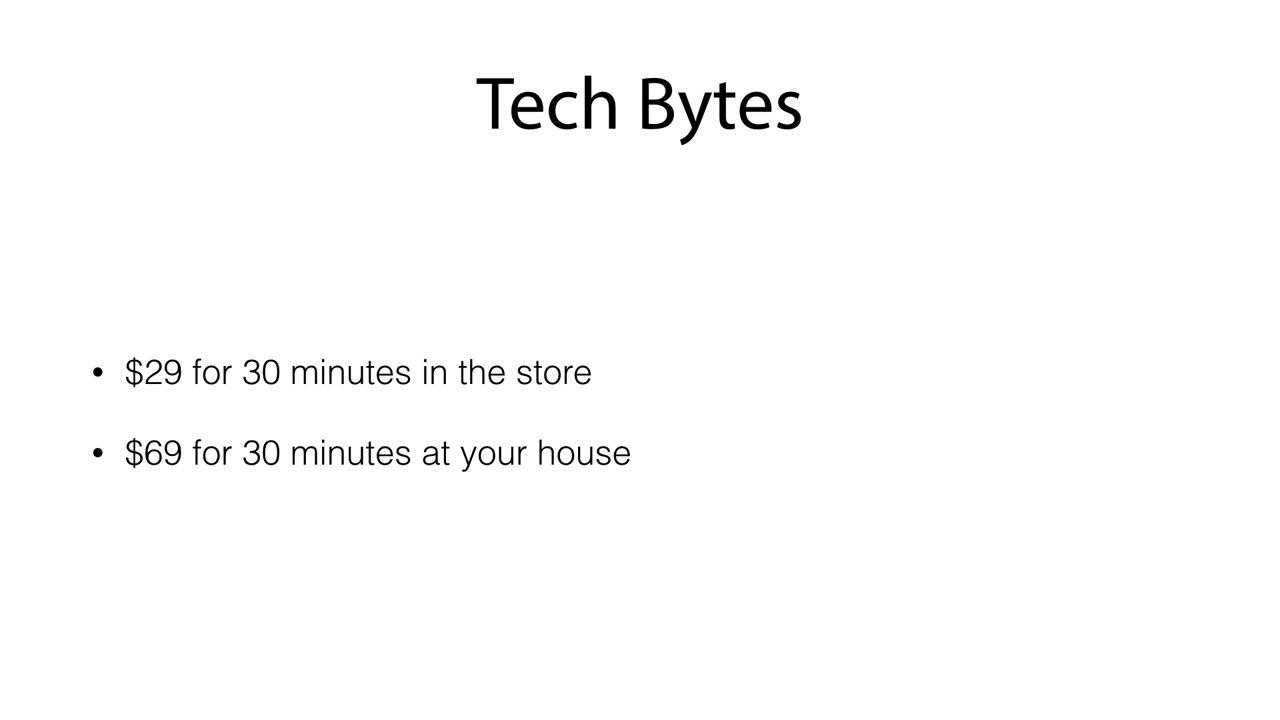 Tech Bytes
• $29 for 30 minutes in the store
• $69 for 30 minutes at your house